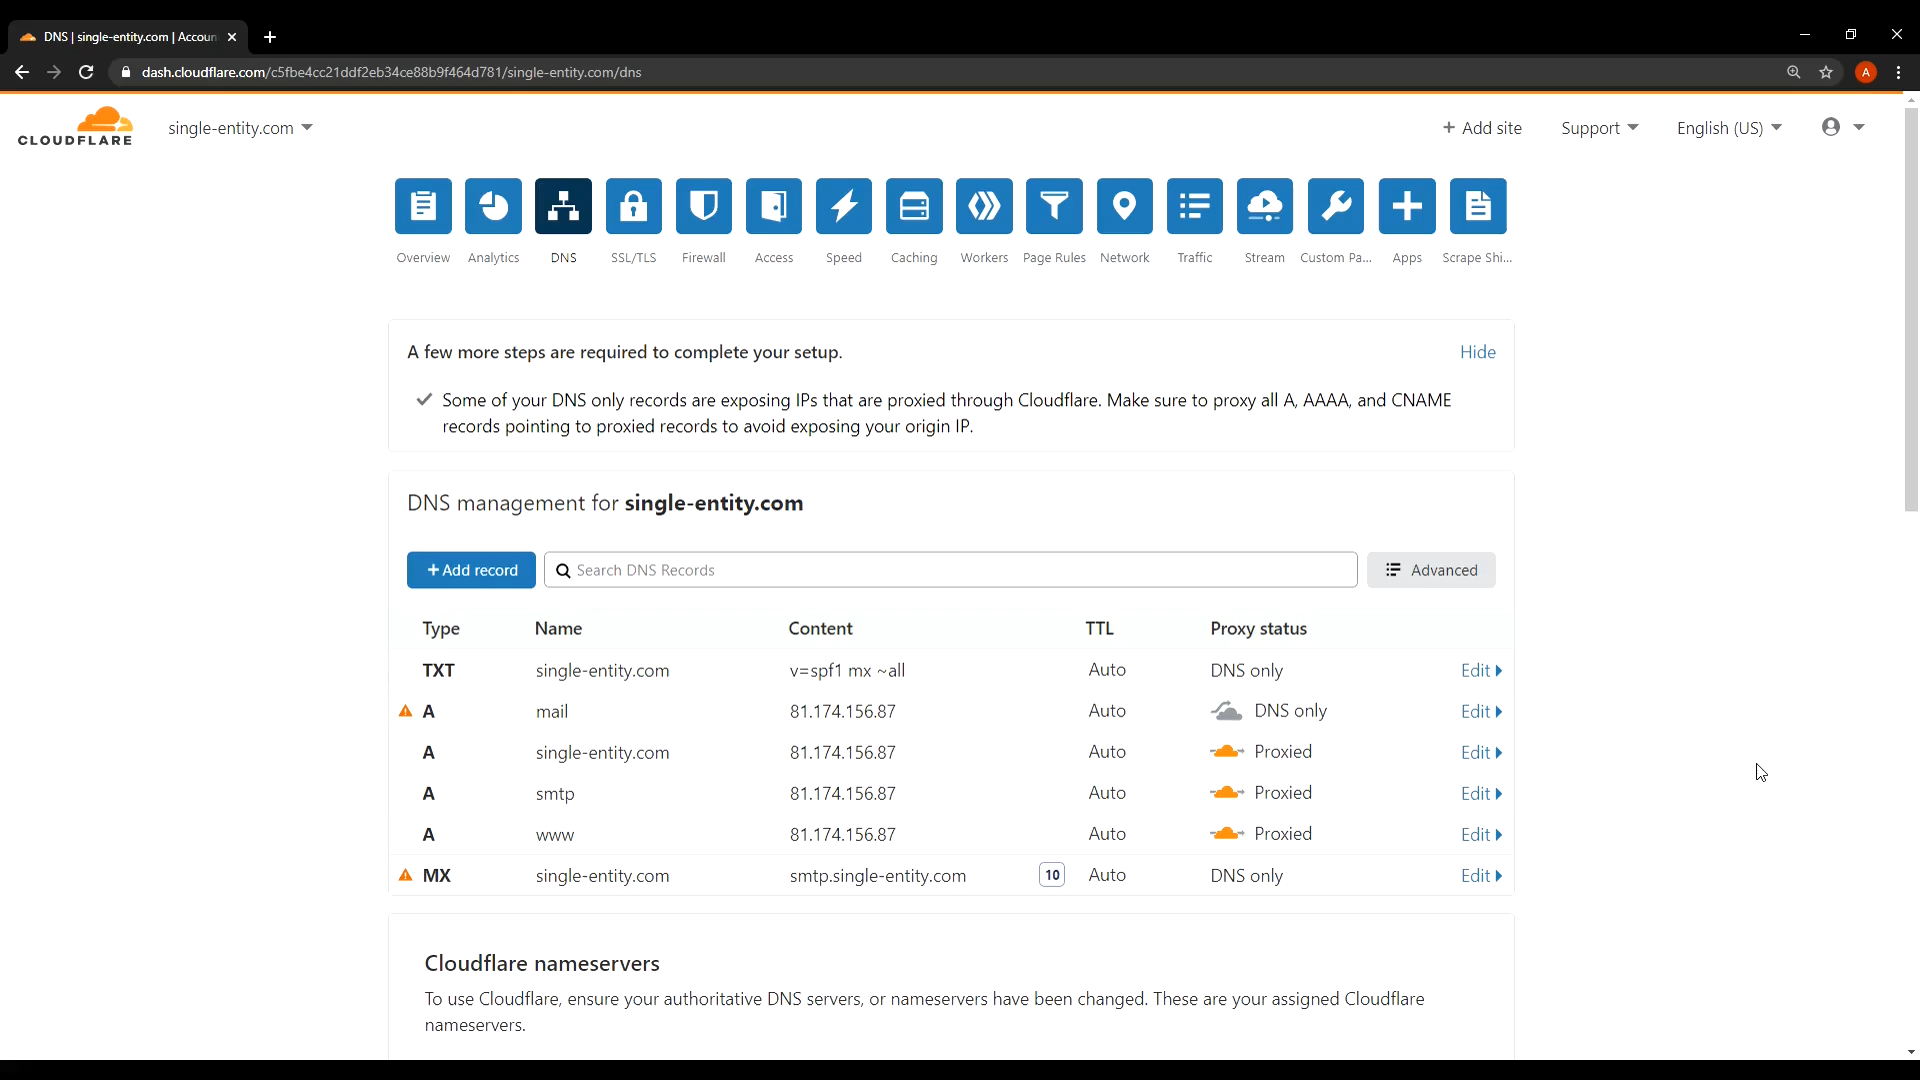 DNS | single-entity.com | Accoun
dash.cloudflare.com/c5fbe4cc21ddf2eb34ce88b9f464d781/single-entity.com/dns
A
CLOUDFLARE
single-entity.com
+ Add site
Support
English (US)
Overview
Analytics
DNS
SSL/TLS
Firewall
Access
Speed
Caching
Workers
Page Rules
Network
Traffic
Stream
Custom Pa...
Apps
Scrape Shi...
A few more steps are required to complete your setup.
Hide
Some of your DNS only records are exposing IPs that are proxied through Cloudflare. Make sure to proxy all A, AAAA, and CNAME
records pointing to proxied records to avoid exposing your origin IP.
DNS management for single-entity.com
+ Add record
Search DNS Records
Advanced
Type Name Content TTL Proxy status
TXT single-entity.com v=spf1 mx ~all Auto DNS only Edit
A mail 81.174.156.87 Auto DNS only Edit
A single-entity.com 81.174.156.87 Auto Proxied Edit
A smtp 81.174.156.87 Auto Proxied Edit
A www 81.174.156.87 Auto Proxied Edit
MX single-entity.com smtp.single-entity.com 10 Auto DNS only Edit
Cloudflare nameservers
To use Cloudflare, ensure your authoritative DNS servers, or nameservers have been changed. These are your assigned Cloudflare
nameservers.